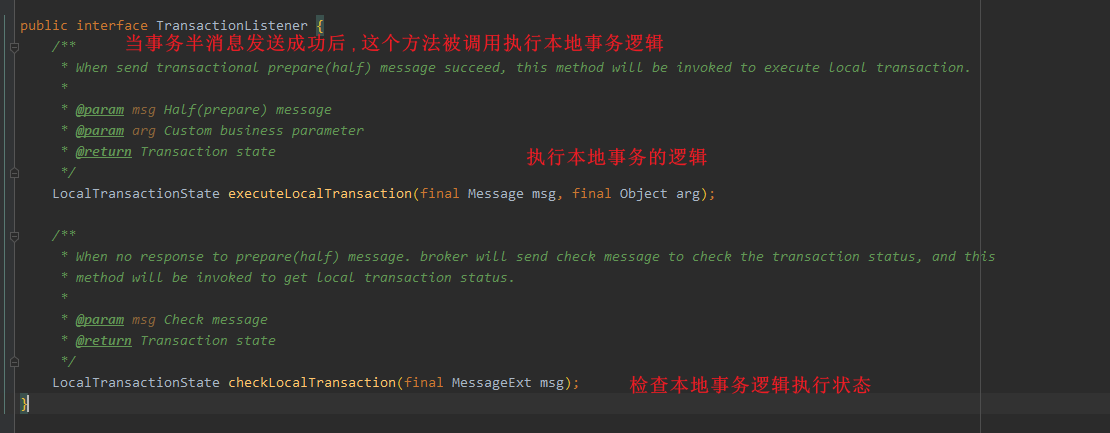 public interface TransactionListener {
/** 当事务半消息发送成功后,这个方法被调用执行本地事务逻辑
* When send transactional prepare(half) message succeed, this method will be invoked to execute local transaction.
*
* @param msg Half(prepare) message
* @param arg Custom business parameter
* @return Transaction state 执行本地事务的逻辑
*/
LocalTransactionState executeLocalTransaction(final Message msg, final Object arg);
/**
* When no response to prepare(half) message. broker will send check message to check the transaction status, and this
* method will be invoked to get local transaction status.
*
* @param msg Check message
* @return Transaction state
*/
LocalTransactionState checkLocalTransaction(final MessageExt msg); 检查本地事务逻辑执行状态
}